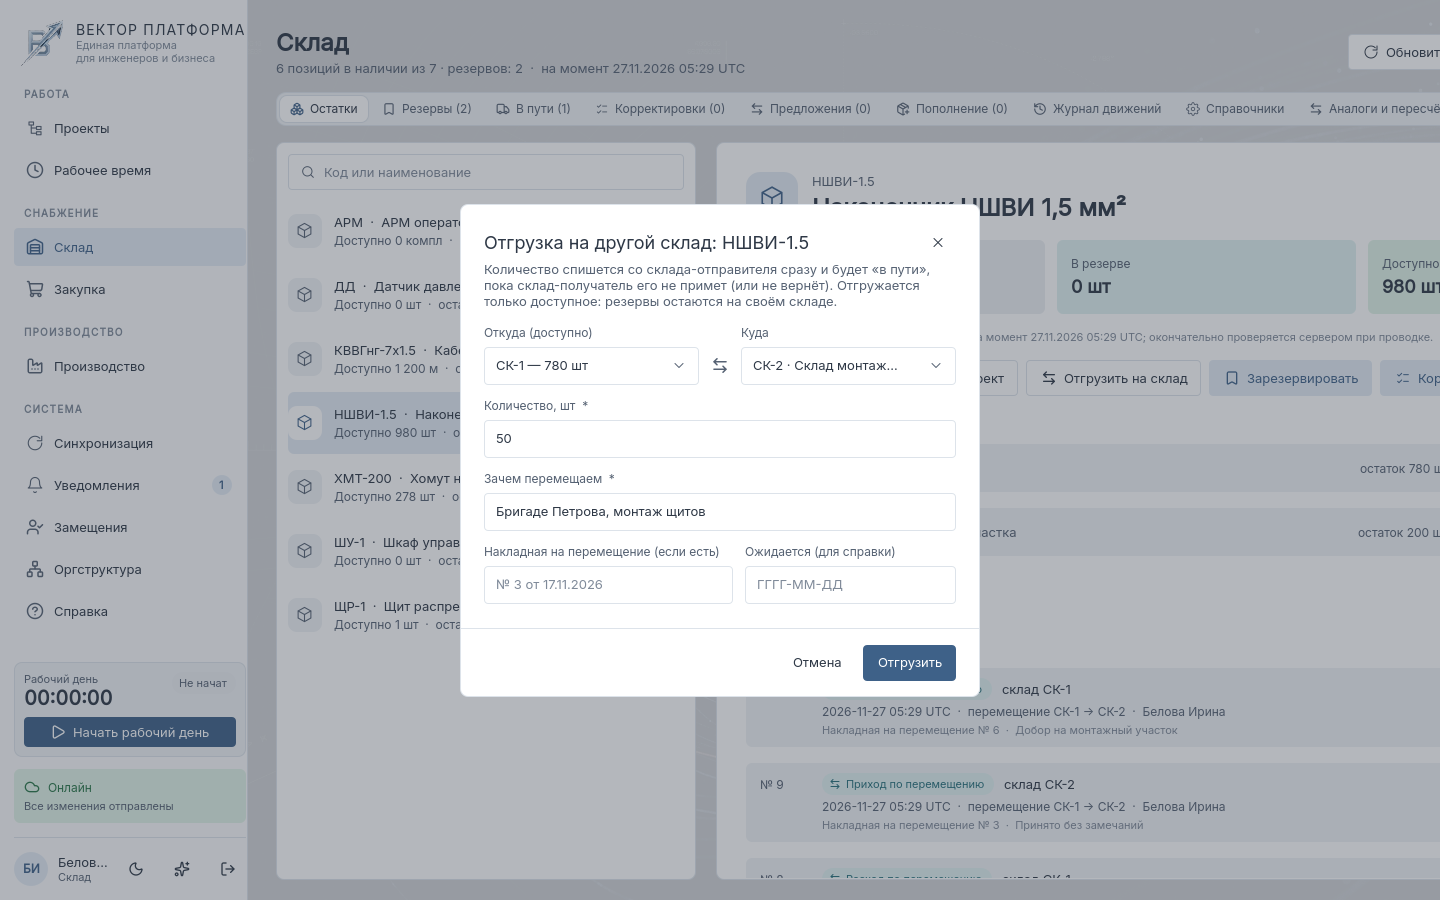 ВЕКТОР ПЛАТФОРМА
Единая платформа
для инженеров и бизнеса
РАБОТА
Проекты
Рабочее время
СНАБЖЕНИЕ
Склад
Закупка
ПРОИЗВОДСТВО
Производство
СИСТЕМА
Синхронизация
Уведомления 1
Замещения
Оргструктура
Справка
Рабочий день
Не начат
00:00:00
Начать рабочий день
Онлайн
Все изменения отправлены
БИ
Белов...
Склад
Склад
6 позиций в наличии из 7 · резервов: 2 · на момент 27.11.2026 05:29 UTC
Обновит
Остатки
Резервы (2)
В пути (1)
Корректировки (0)
Предложения (0)
Пополнение (0)
Журнал движений
Справочники
Аналоги и пересчё
Код или наименование
АРМ · АРМ операт
Доступно 0 компл ·
ДД · Датчик давле
Доступно 0 шт · ост
КВВГнг-7х1.5 · Каб
Доступно 1 200 м ·
НШВИ-1.5 · Наконе
Доступно 980 шт · о
ХМТ-200 · Хомут н
Доступно 278 шт · о
ШУ-1 · Шкаф управ
Доступно 0 шт · ост
ЩР-1 · Щит распре
Доступно 1 шт · оста
НШВИ-1.5
НШВИ 1,5 мм²
В резерве
0 шт
Доступно
980 шт
момент 27.11.2026 05:29 UTC; окончательно проверяется сервером при проводке.
Отгрузить на склад
Зарезервировать
Кор
остаток 780 ш
остаток 200 ш
склад СК-1
2026-11-27 05:29 UTC · перемещение СК-1 → СК-2 · Белова Ирина
Накладная на перемещение № 6 · Добор на монтажный участок
№ 9
Приход по перемещению
склад СК-2
2026-11-27 05:29 UTC · перемещение СК-1 → СК-2 · Белова Ирина
Накладная на перемещение № 3 · Принято без замечаний
Отгрузка на другой склад: НШВИ-1.5
Количество спишется со склада-отправителя сразу и будет «в пути»,
пока склад-получатель его не примет (или не вернёт). Отгружается
только доступное: резервы остаются на своём складе.
Откуда (доступно)
Куда
СК-1 — 780 шт
СК-2 · Склад монтаж...
Количество, шт *
50
Зачем перемещаем *
Бригаде Петрова, монтаж щитов
Накладная на перемещение (если есть)
Ожидается (для справки)
№ 3 от 17.11.2026
ГГГГ-ММ-ДД
Отмена
Отгрузить